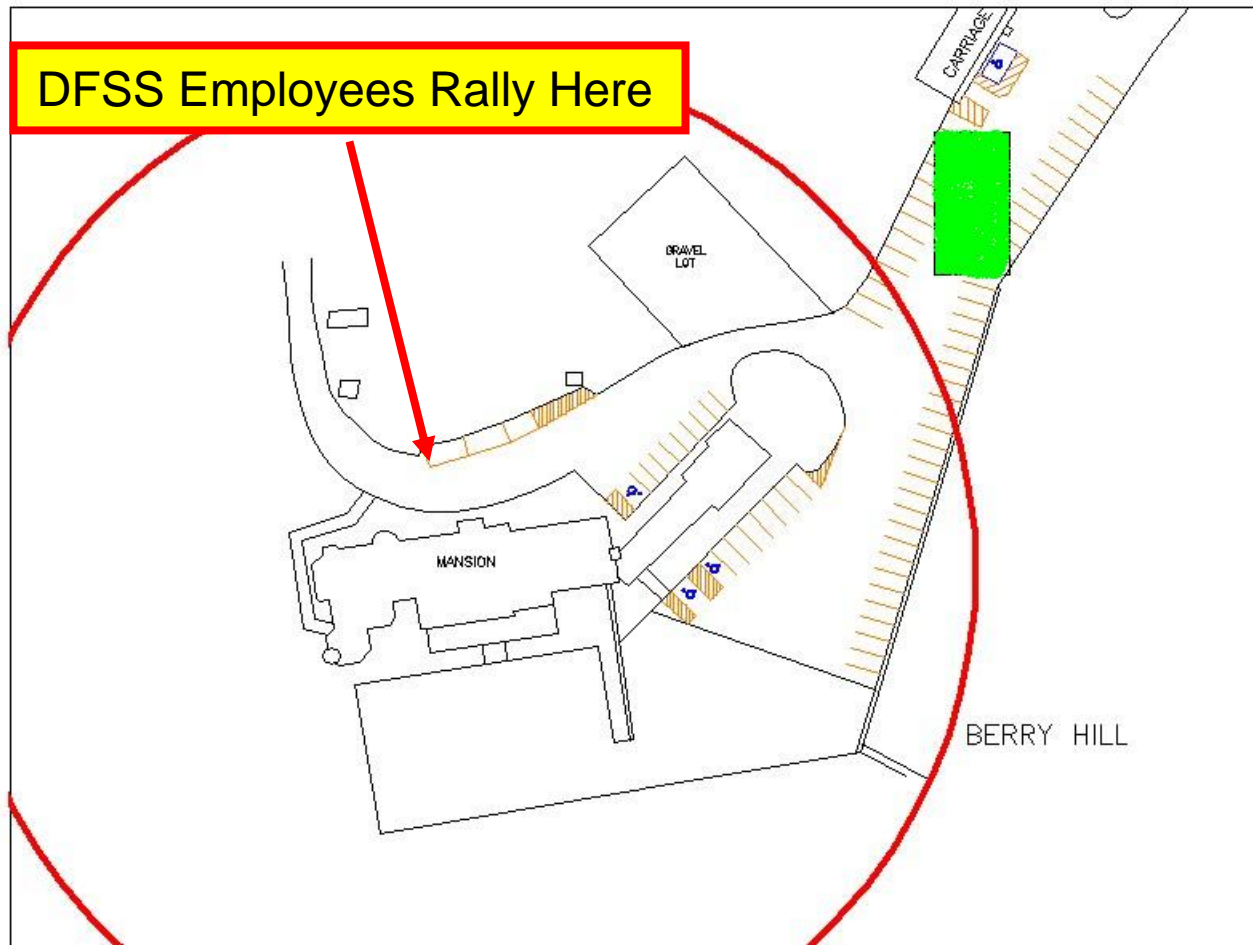 DFSS Employees Rally Here
CARRIAGE
GRAVEL
LOT
MANSION
BERRY HILL